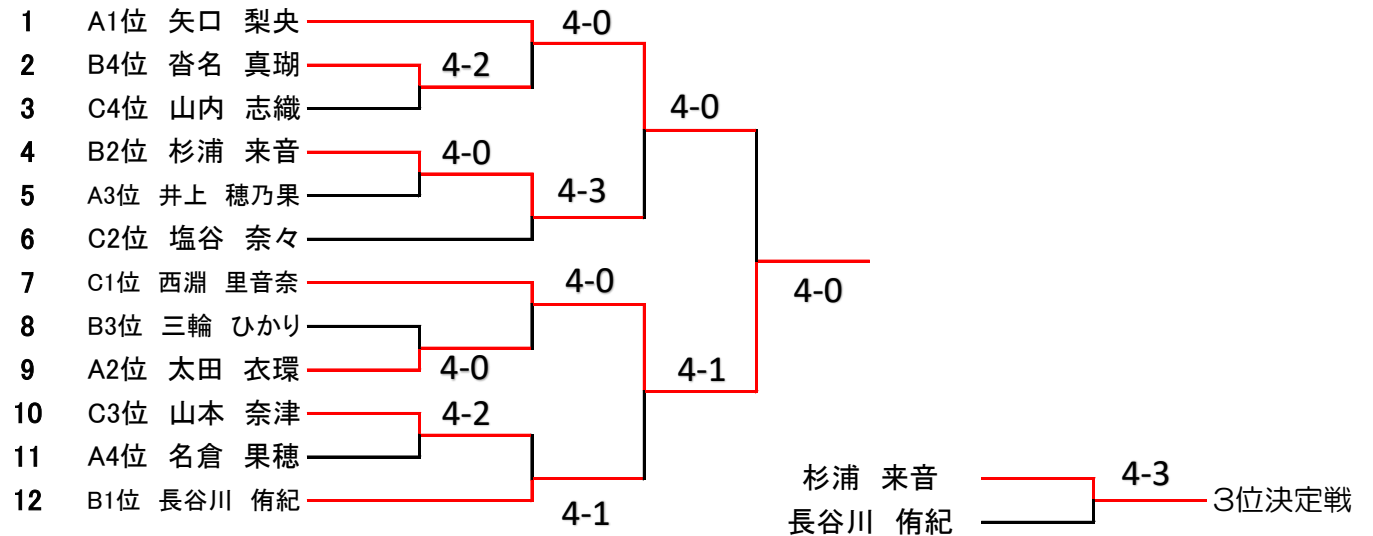 1 A1位 矢口 梨央 4-0
2 B4位 沓名 真瑚 4-2
3 C4位 山内 志織 4-0
4 B2位 杉浦 来音 4-0
5 A3位 井上 穂乃果 4-3
6 C2位 塩谷 奈々
7 C1位 西淵 里音奈 4-0 4-0
8 B3位 三輪 ひかり
9 A2位 太田 衣環 4-0 4-1
10 C3位 山本 奈津 4-2
11 A4位 名倉 果穂
12 B1位 長谷川 侑紀 4-1
杉浦 来音 4-3
長谷川 侑紀 3位決定戦